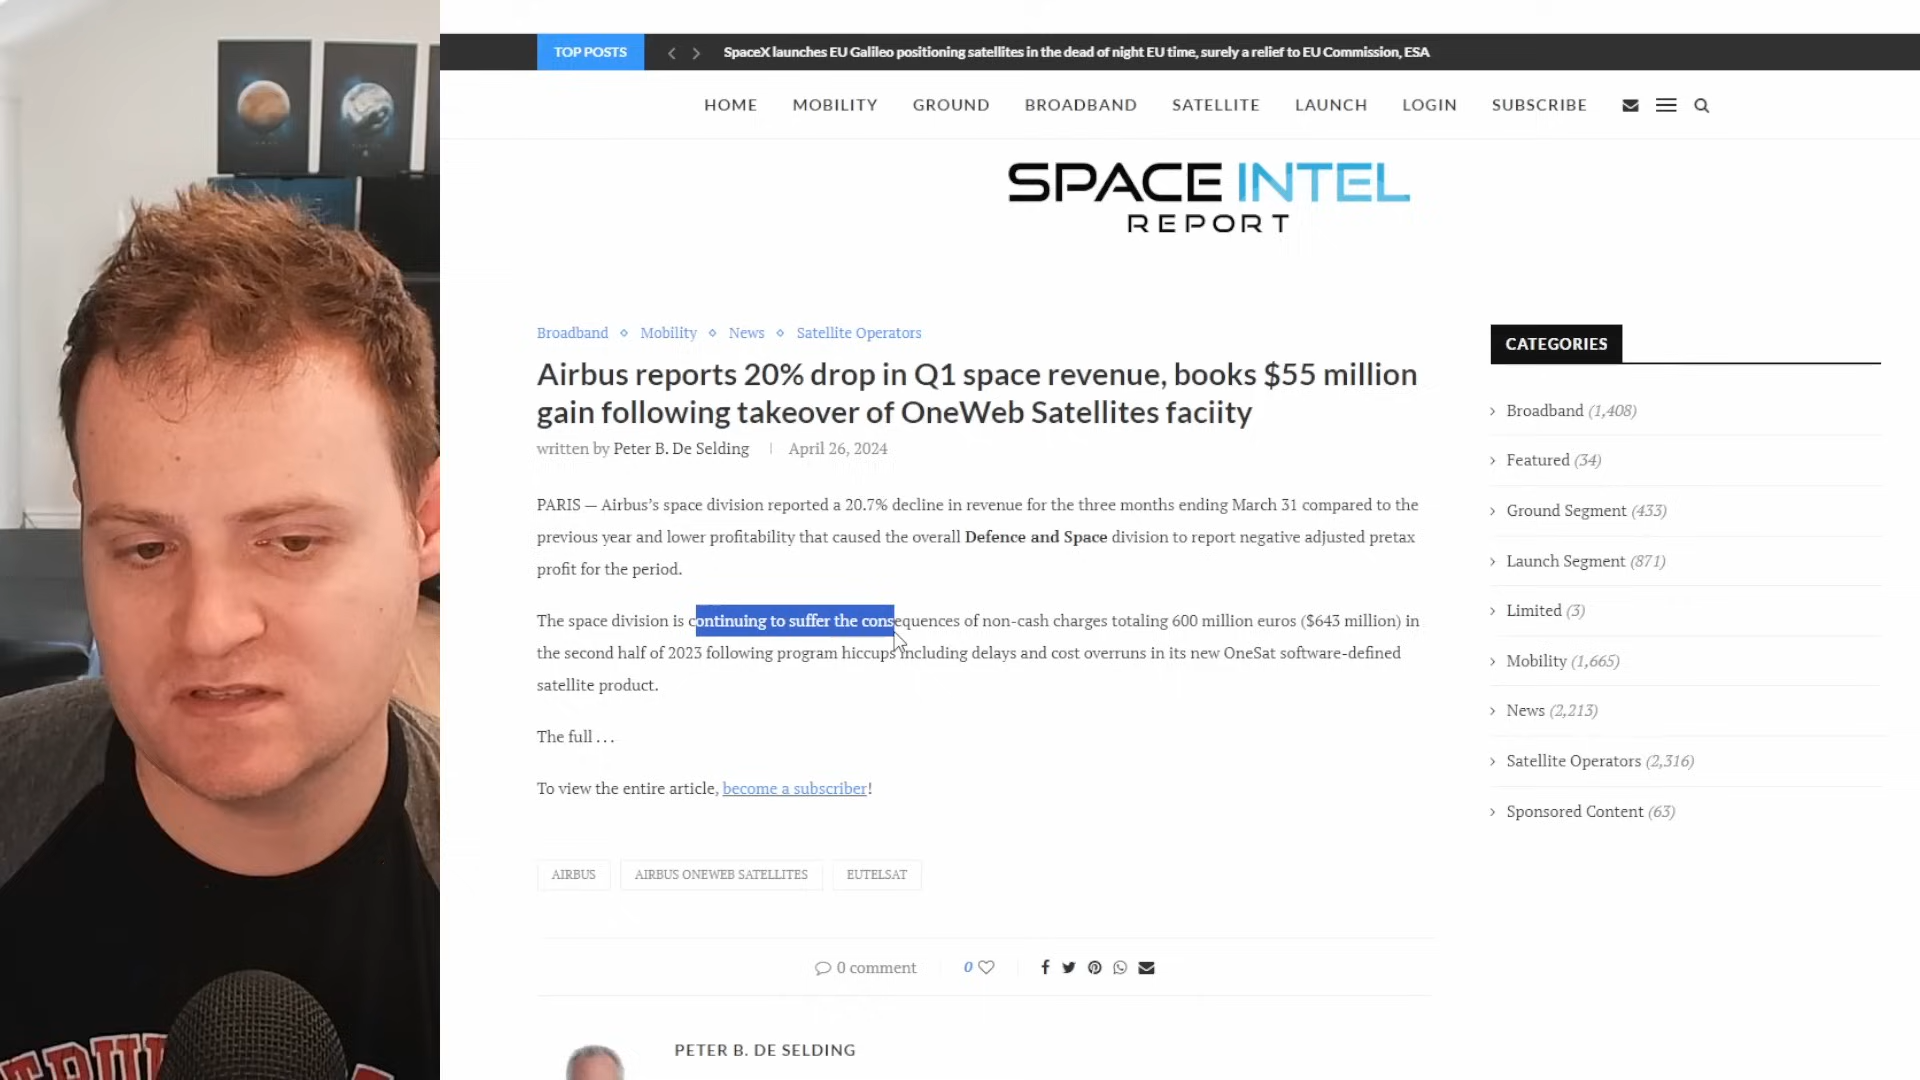 TOP POSTS
SpaceX launches EU Galileo positioning satellites in the dead of night EU time, surely a relief to EU Commission, ESA
HOME MOBILITY GROUND BROADBAND SATELLITE LAUNCH LOGIN SUBSCRIBE
SPACE INTEL
REPORT
Broadband Mobility News Satellite Operators
Airbus reports 20% drop in Q1 space revenue, books $55 million
gain following takeover of OneWeb Satellites faciity
written by Peter B. De Selding | April 26, 2024
PARIS — Airbus’s space division reported a 20.7% decline in revenue for the three months ending March 31 compared to the
previous year and lower profitability that caused the overall Defence and Space division to report negative adjusted pretax
profit for the period.
The space division is continuing to suffer the consequences of non-cash charges totaling 600 million euros ($643 million) in
the second half of 2023 following program hiccups including delays and cost overruns in its new OneSat software-defined
satellite product.
The full . . .
To view the entire article, become a subscriber!
AIRBUS AIRBUS ONEWEB SATELLITES EUTELSAT
0 comment 0
PETER B. DE SELDING
CATEGORIES
Broadband (1,408)
Featured (34)
Ground Segment (433)
Launch Segment (871)
Limited (3)
Mobility (1,665)
News (2,213)
Satellite Operators (2,316)
Sponsored Content (63)